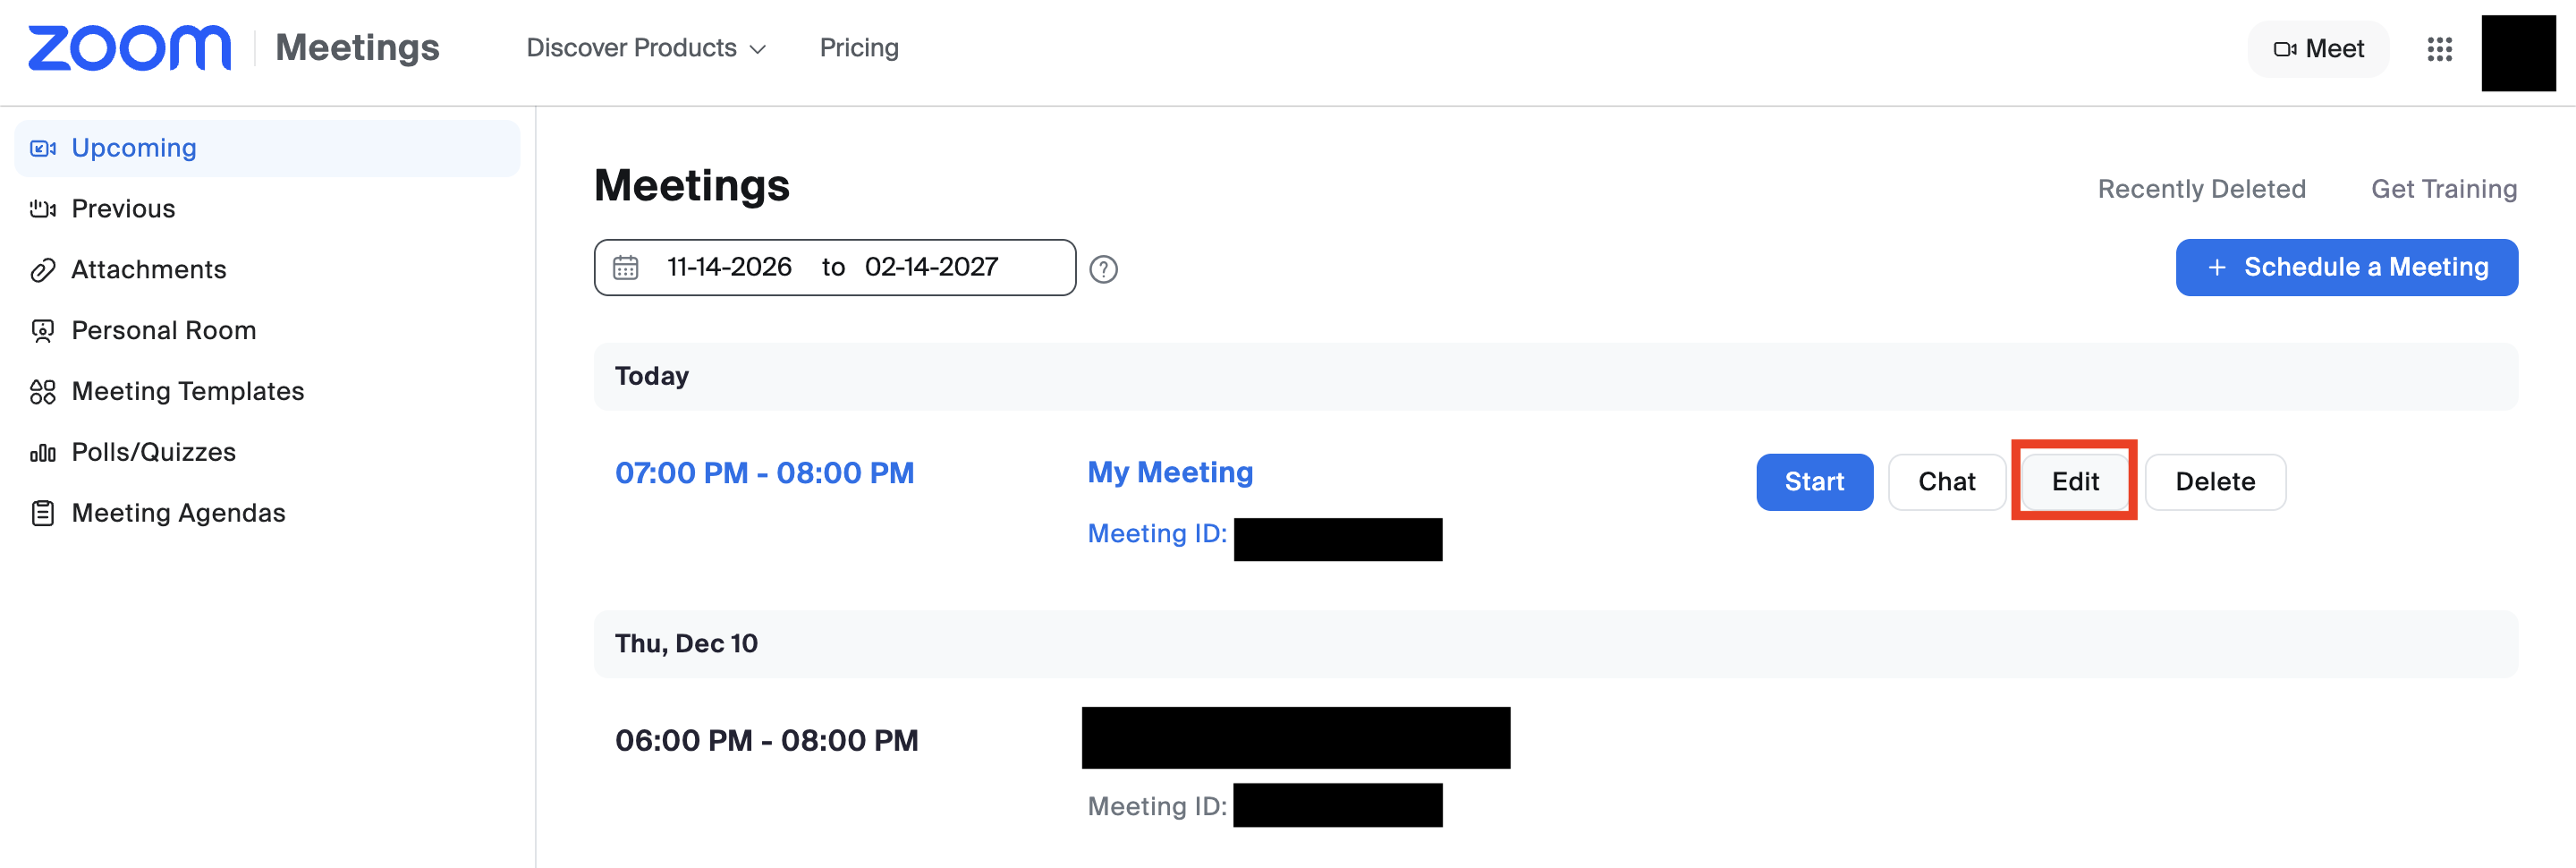 zoom Meetings Discover Products Pricing Meet
Upcoming
Previous
Attachments
Personal Room
Meeting Templates
Polls/Quizzes
Meeting Agendas
Meetings
Recently Deleted Get Training
11-14-2026 to 02-14-2027 ?
+ Schedule a Meeting
Today
07:00 PM - 08:00 PM My Meeting Start Chat Edit Delete
Meeting ID:
Thu, Dec 10
06:00 PM - 08:00 PM
Meeting ID: